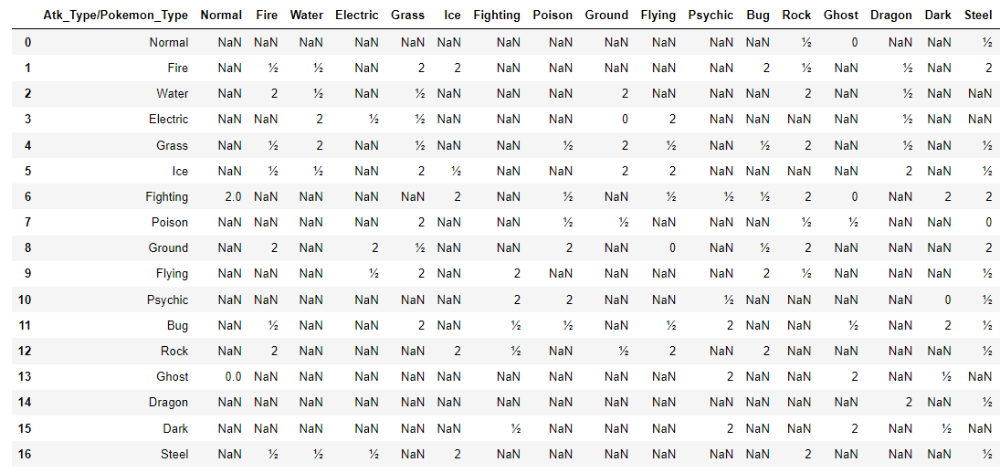 Atk_Type/Pokemon_Type Normal Fire Water Electric Grass Ice Fighting Poison Ground Flying Psychic Bug Rock Ghost Dragon Dark Steel
0 Normal NaN NaN NaN NaN NaN NaN NaN NaN NaN NaN NaN NaN ½ 0 NaN NaN ½
1 Fire NaN ½ ½ NaN 2 2 NaN NaN NaN NaN NaN 2 ½ NaN ½ NaN 2
2 Water NaN 2 ½ NaN ½ NaN NaN NaN 2 NaN NaN NaN 2 NaN ½ NaN NaN
3 Electric NaN NaN 2 ½ ½ NaN NaN NaN 0 2 NaN NaN NaN NaN ½ NaN NaN
4 Grass NaN ½ 2 NaN ½ NaN NaN ½ 2 ½ NaN ½ 2 NaN ½ NaN ½
5 Ice NaN ½ ½ NaN 2 ½ NaN NaN 2 2 NaN NaN NaN NaN 2 NaN ½
6 Fighting 2.0 NaN NaN NaN NaN 2 NaN ½ NaN ½ ½ ½ 2 0 NaN 2 2
7 Poison NaN NaN NaN NaN 2 NaN NaN ½ ½ NaN NaN NaN ½ ½ NaN NaN 0
8 Ground NaN 2 NaN 2 ½ NaN NaN 2 NaN 0 NaN ½ 2 NaN NaN NaN 2
9 Flying NaN NaN NaN ½ 2 NaN 2 NaN NaN NaN NaN 2 ½ NaN NaN NaN ½
10 Psychic NaN NaN NaN NaN NaN NaN 2 2 NaN NaN ½ NaN NaN NaN NaN 0 ½
11 Bug NaN ½ NaN NaN 2 NaN ½ ½ NaN ½ 2 NaN NaN ½ NaN 2 ½
12 Rock NaN 2 NaN NaN NaN 2 ½ NaN ½ 2 NaN 2 NaN NaN NaN NaN ½
13 Ghost 0.0 NaN NaN NaN NaN NaN NaN NaN NaN NaN 2 NaN NaN 2 NaN ½ NaN
14 Dragon NaN NaN NaN NaN NaN NaN NaN NaN NaN NaN NaN NaN NaN NaN 2 NaN ½
15 Dark NaN NaN NaN NaN NaN NaN ½ NaN NaN NaN 2 NaN NaN 2 NaN ½ NaN
16 Steel NaN ½ ½ ½ NaN 2 NaN NaN NaN NaN NaN NaN 2 NaN NaN NaN ½